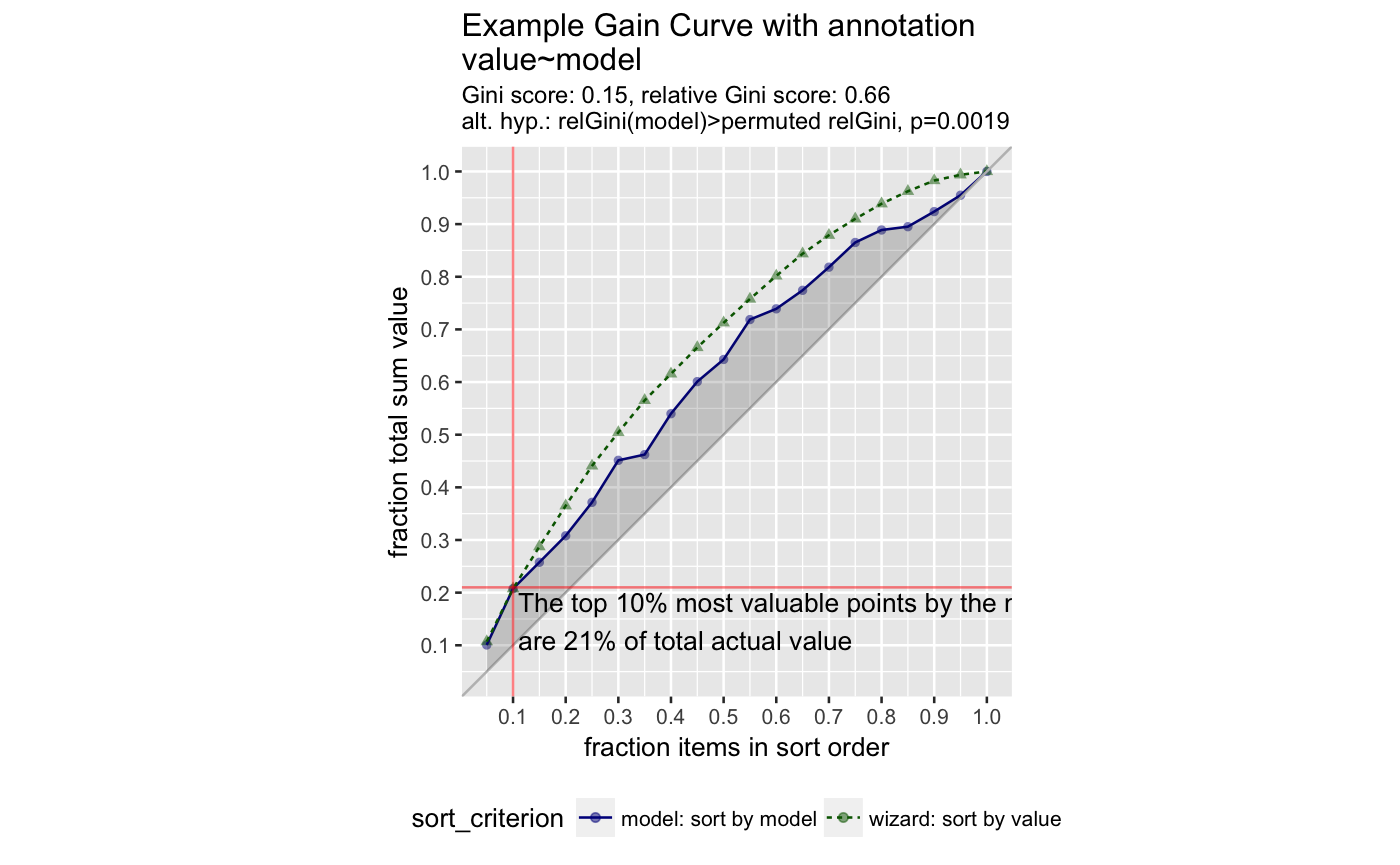 Example Gain Curve with annotation
value~model
Gini score: 0.15, relative Gini score: 0.66
alt. hyp.: relGini(model)>permuted relGini, p=0.0019
1.0
0.9
0.8
0.7
0.6
0.5
0.4
0.3
0.2
0.1
fraction total sum value
The top 10% most valuable points by the
are 21% of total actual value
0.1 0.2 0.3 0.4 0.5 0.6 0.7 0.8 0.9 1.0
fraction items in sort order
sort_criterion model: sort by model wizard: sort by value